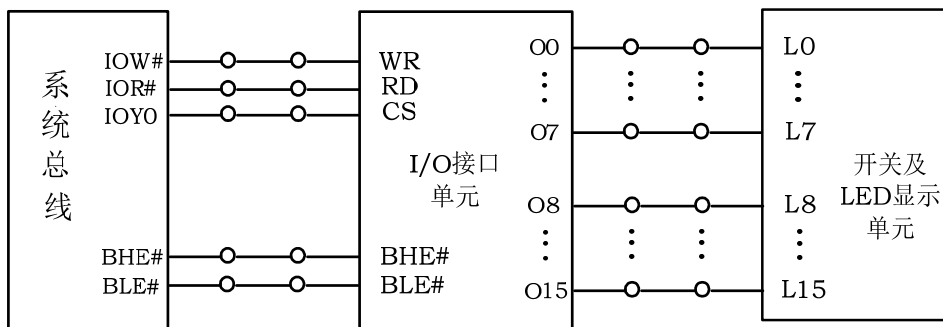 系统总线
IOW#
IOR#
IOY0
BHE#
BLE#
WR
RD
CS
I/O接口
单元
BHE#
BLE#
O0
O7
O8
O15
L0
L7
L8
L15
开关及
LED显示
单元